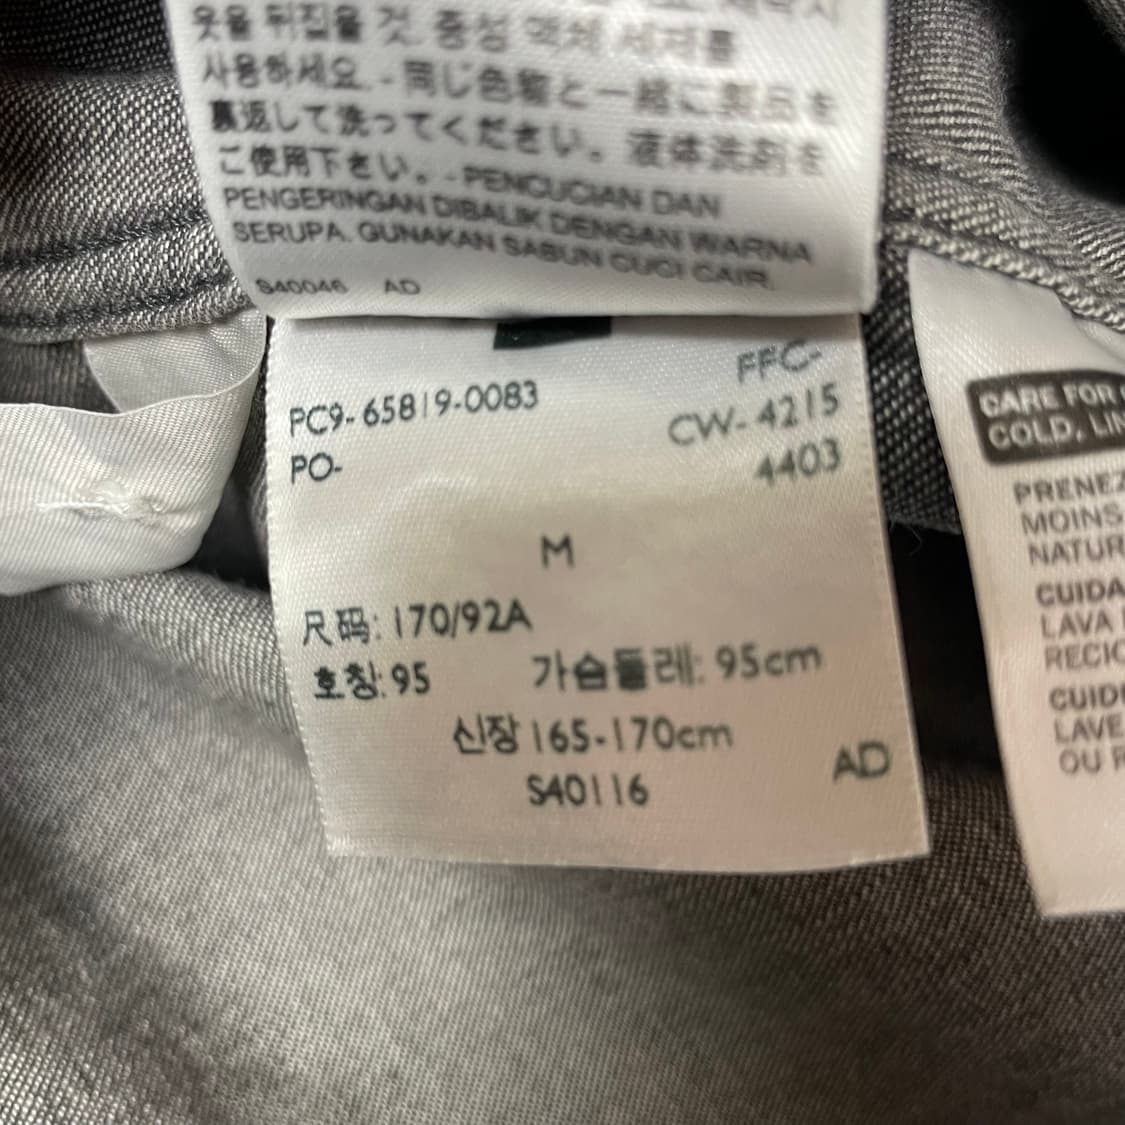 옷을 뒤집을 것. 중성 액체 세제를
사용하세요. - 同じ色物と一緒に製品を
裏返して洗ってください。液体洗剤を
ご使用下さい。- PENCUCIAN DAN
PENGERINGAN DIBALIK DENGAN WARNA
SERUPA. GUNAKAN SABUN CUCI CAIR.
S40046 AD
FFC-
PC9-65819-0083
CW-4215
PO-
4403
M
尺码: 170/92A
호칭: 95 가슴둘레: 95cm
신장 165-170cm
S40116
AD
CARE FOR
COLD, LIN
PRENEZ
MOINS
NATUR
CUIDA
LAVA
RECIC
CUIDE
LAVE
OU R